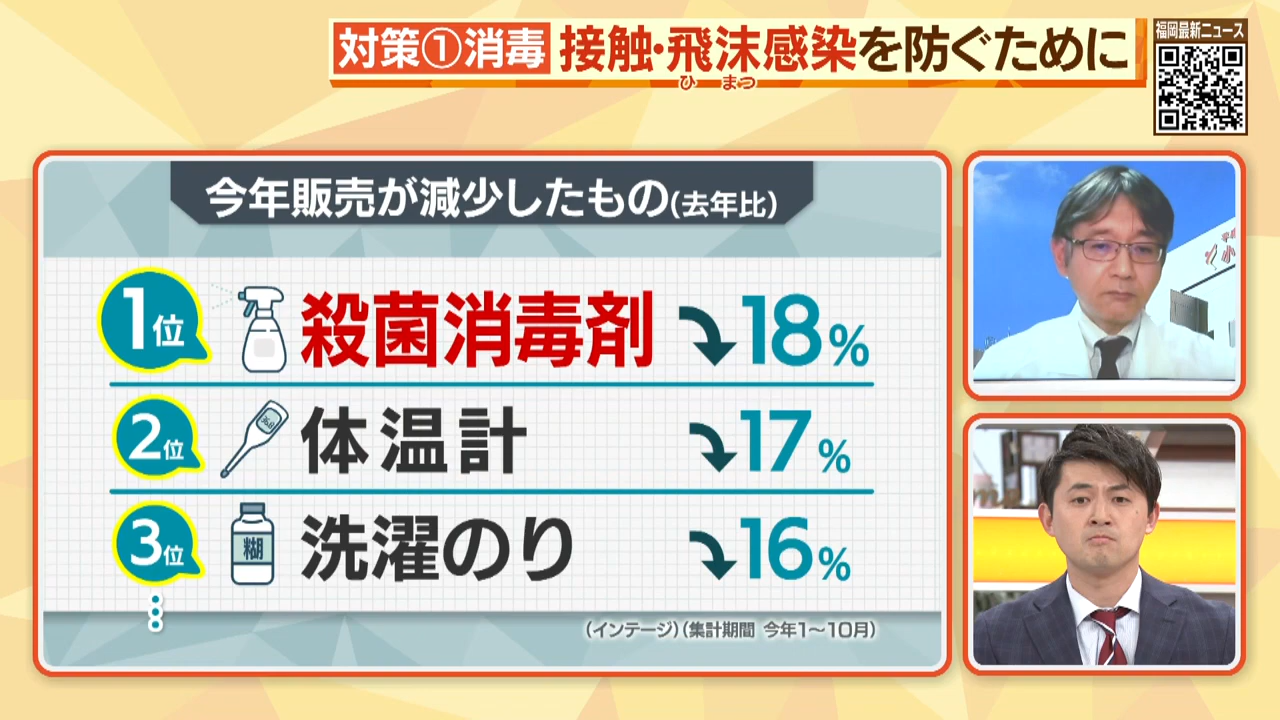 対策①消毒 接触・飛沫感染を防ぐために
ひ まつ
福岡最新ニュース
今年販売が減少したもの(去年比)
1位 殺菌消毒剤 18%
2位 体温計 17%
3位 糊 洗濯のり 16%
(インテージ)(集計期間 今年1~10月)